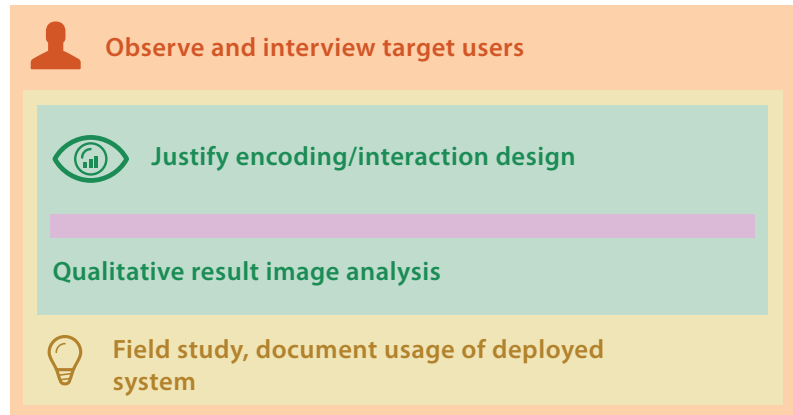 Observe and interview target users
Justify encoding/interaction design
Qualitative result image analysis
Field study, document usage of deployed
system